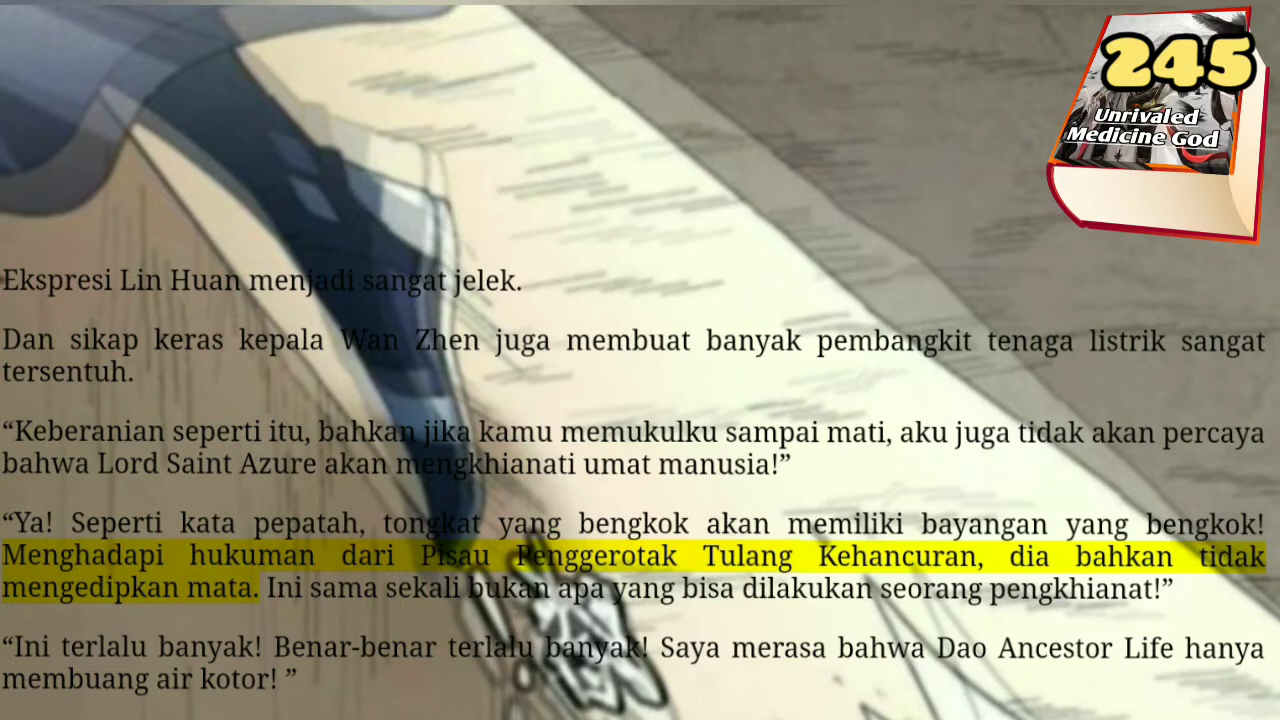 245
Unrivaled
Medicine God
Ekspresi Lin Huan menjadi sangat jelek.
Dan sikap keras kepala Wan Zhen juga membuat banyak pembangkit tenaga listrik sangat
tersentuh.
“Keberanian seperti itu, bahkan jika kamu memukulku sampai mati, aku juga tidak akan percaya
bahwa Lord Saint Azure akan mengkhianati umat manusia!”
“Ya! Seperti kata pepatah, tongkat yang bengkok akan memiliki bayangan yang bengkok!
Menghadapi hukuman dari Pisau Penggerotak Tulang Kehancuran, dia bahkan tidak
mengedipkan mata. Ini sama sekali bukan apa yang bisa dilakukan seorang pengkhianat!”
“Ini terlalu banyak! Benar-benar terlalu banyak! Saya merasa bahwa Dao Ancestor Life hanya
membuang air kotor! ”